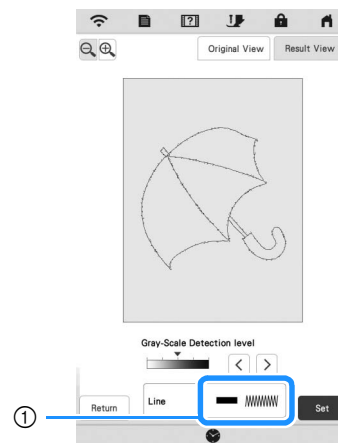 Original View Result View
Gray-Scale Detection level
Return Line Set
①